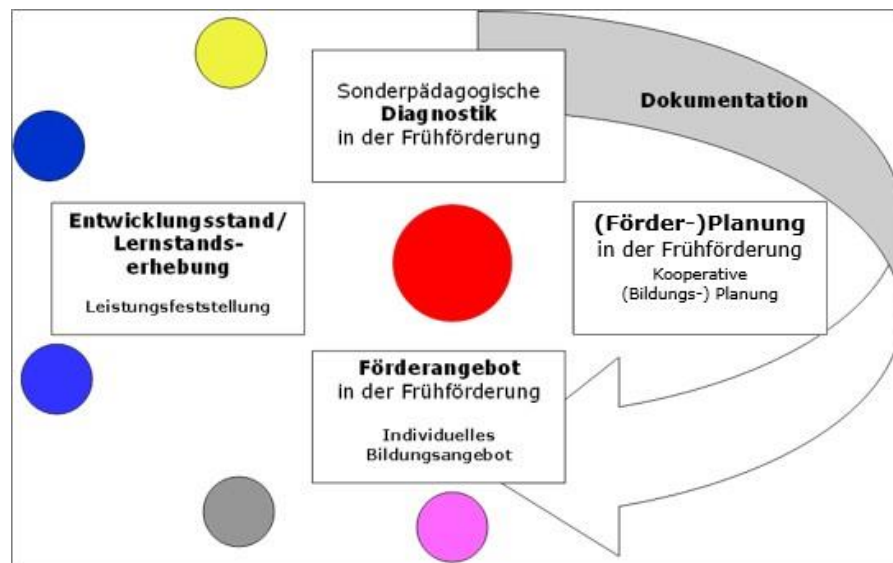 Sonderpädagogische
Diagnostik
in der Frühförderung
Dokumentation
Entwicklungsstand/
Lernstands-
erhebung
Leistungsfeststellung
(Förder-)Planung
in der Frühförderung
Kooperative
(Bildungs-) Planung
Förderangebot
in der Frühförderung
Individuelles
Bildungsangebot